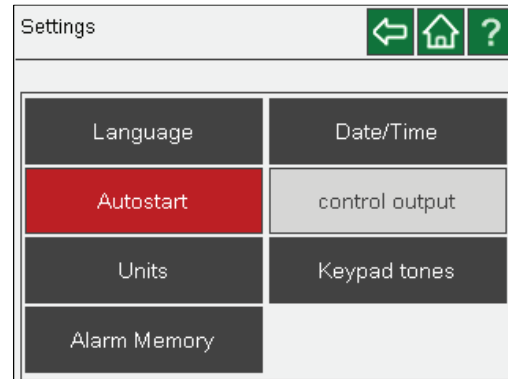 Settings
?
Language
Date/Time
Autostart
control output
Units
Keypad tones
Alarm Memory